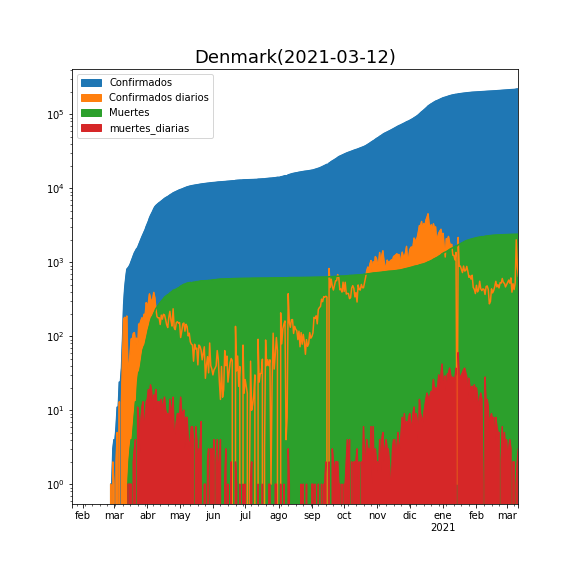 Denmark(2021-03-12)
Confirmados
Confirmados diarios
Muertes
muertes_diarias
10⁵
10⁴
10³
10²
10¹
10⁰
feb mar abr may jun jul ago sep oct nov dic ene feb mar
2021